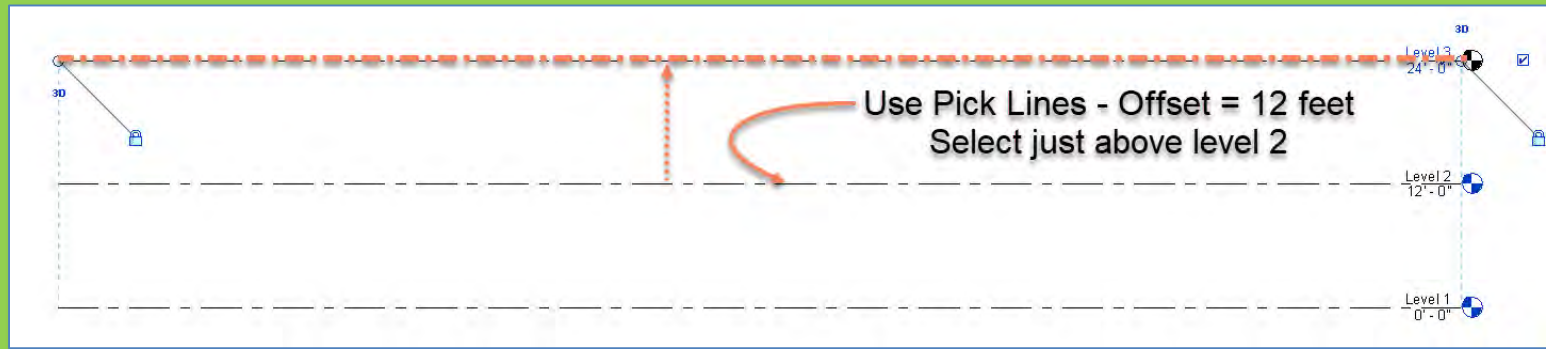 3D
Level 3
24' - 0"
3D
Use Pick Lines - Offset = 12 feet
Select just above level 2
Level 2
12' - 0"
Level 1
0' - 0"